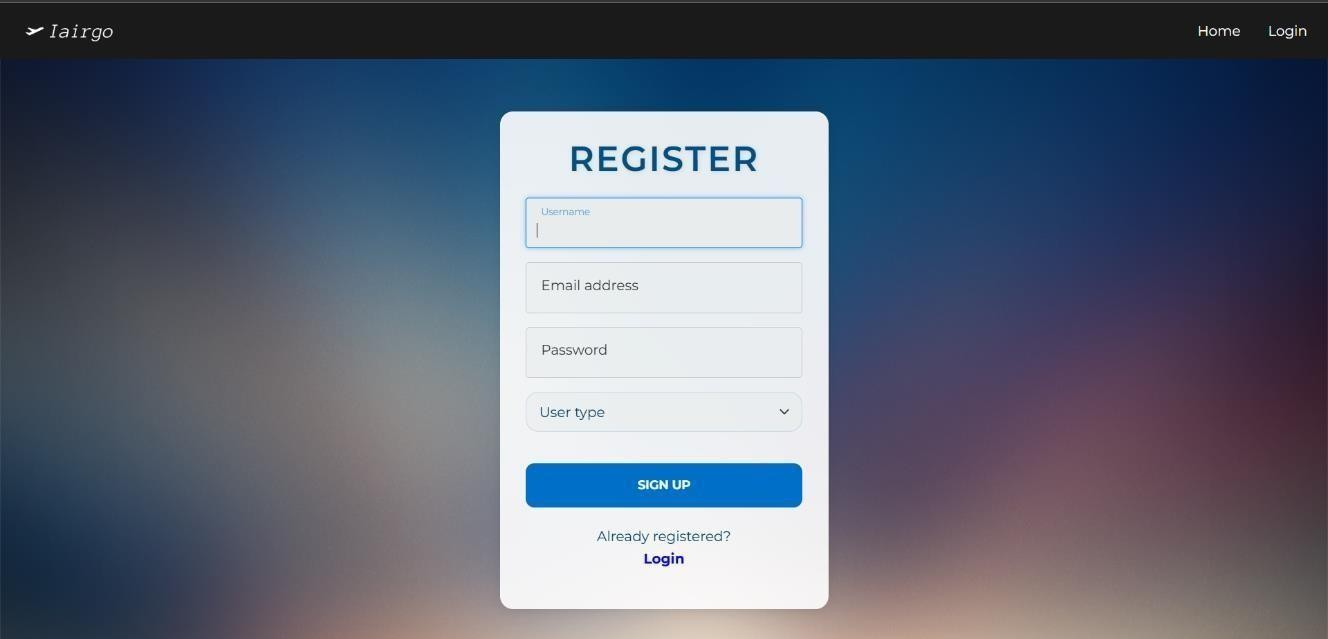 Iairgo
Home
Login
REGISTER
Username
Email address
Password
User type
SIGN UP
Already registered?
Login